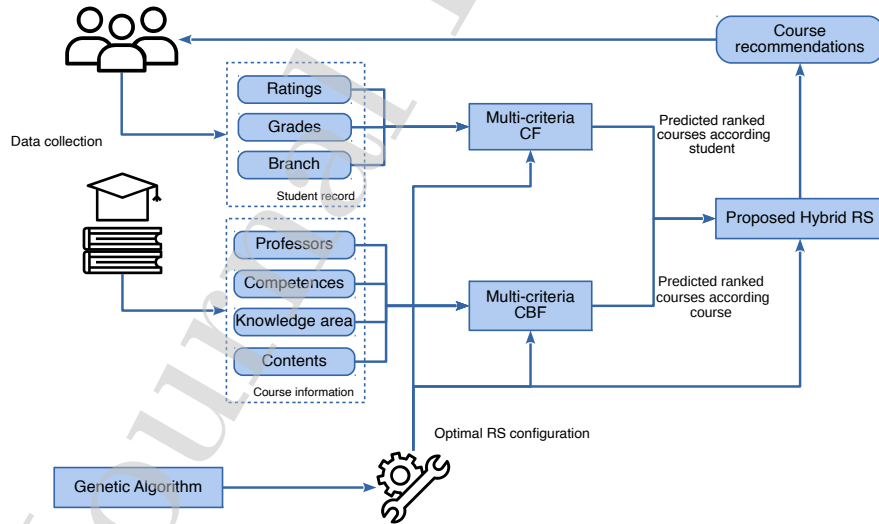 Course
recommendations
Ratings
Grades
Branch
Student record
Data collection
Multi-criteria
CF
Predicted ranked
courses according
student
Professors
Competences
Knowledge area
Contents
Course information
Multi-criteria
CBF
Proposed Hybrid RS
Predicted ranked
courses according
course
Optimal RS configuration
Genetic Algorithm
Journal